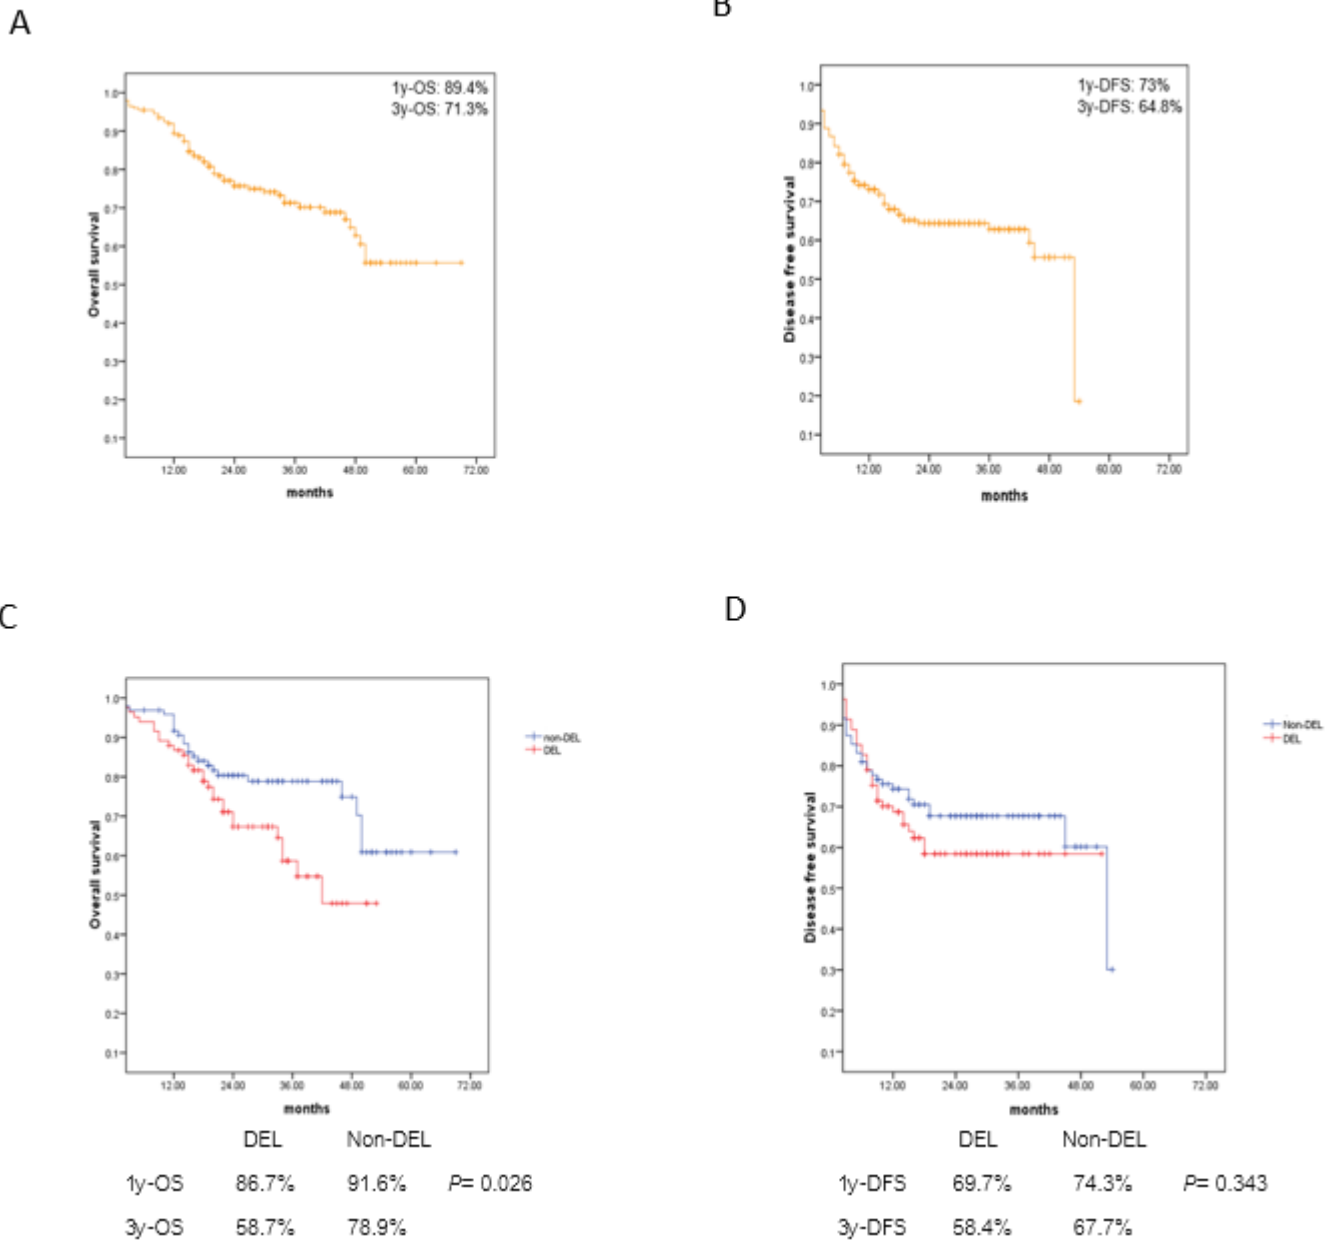 A
B
1y-OS: 89.4%
3y-OS: 71.3%
1.0
0.9
0.8
0.7
0.6
0.5
0.4
0.3
0.2
0.1
Overall survival
12.00 24.00 36.00 48.00 60.00 72.00
months
1y-DFS: 73%
3y-DFS: 64.8%
1.0
0.9
0.8
0.7
0.6
0.5
0.4
0.3
0.2
0.1
Disease free survival
12.00 24.00 36.00 48.00 60.00 72.00
months
C
D
1.0
0.9
0.8
0.7
0.6
0.5
0.4
0.3
0.2
0.1
Overall survival
12.00 24.00 36.00 48.00 60.00 72.00
months
non-DEL
DEL
DEL Non-DEL
1y-OS 86.7% 91.6% P= 0.026
3y-OS 58.7% 78.9%
1.0
0.9
0.8
0.7
0.6
0.5
0.4
0.3
0.2
0.1
Disease free survival
12.00 24.00 36.00 48.00 60.00 72.00
months
Non-DEL
DEL
DEL Non-DEL
1y-DFS 69.7% 74.3% P= 0.343
3y-DFS 58.4% 67.7%